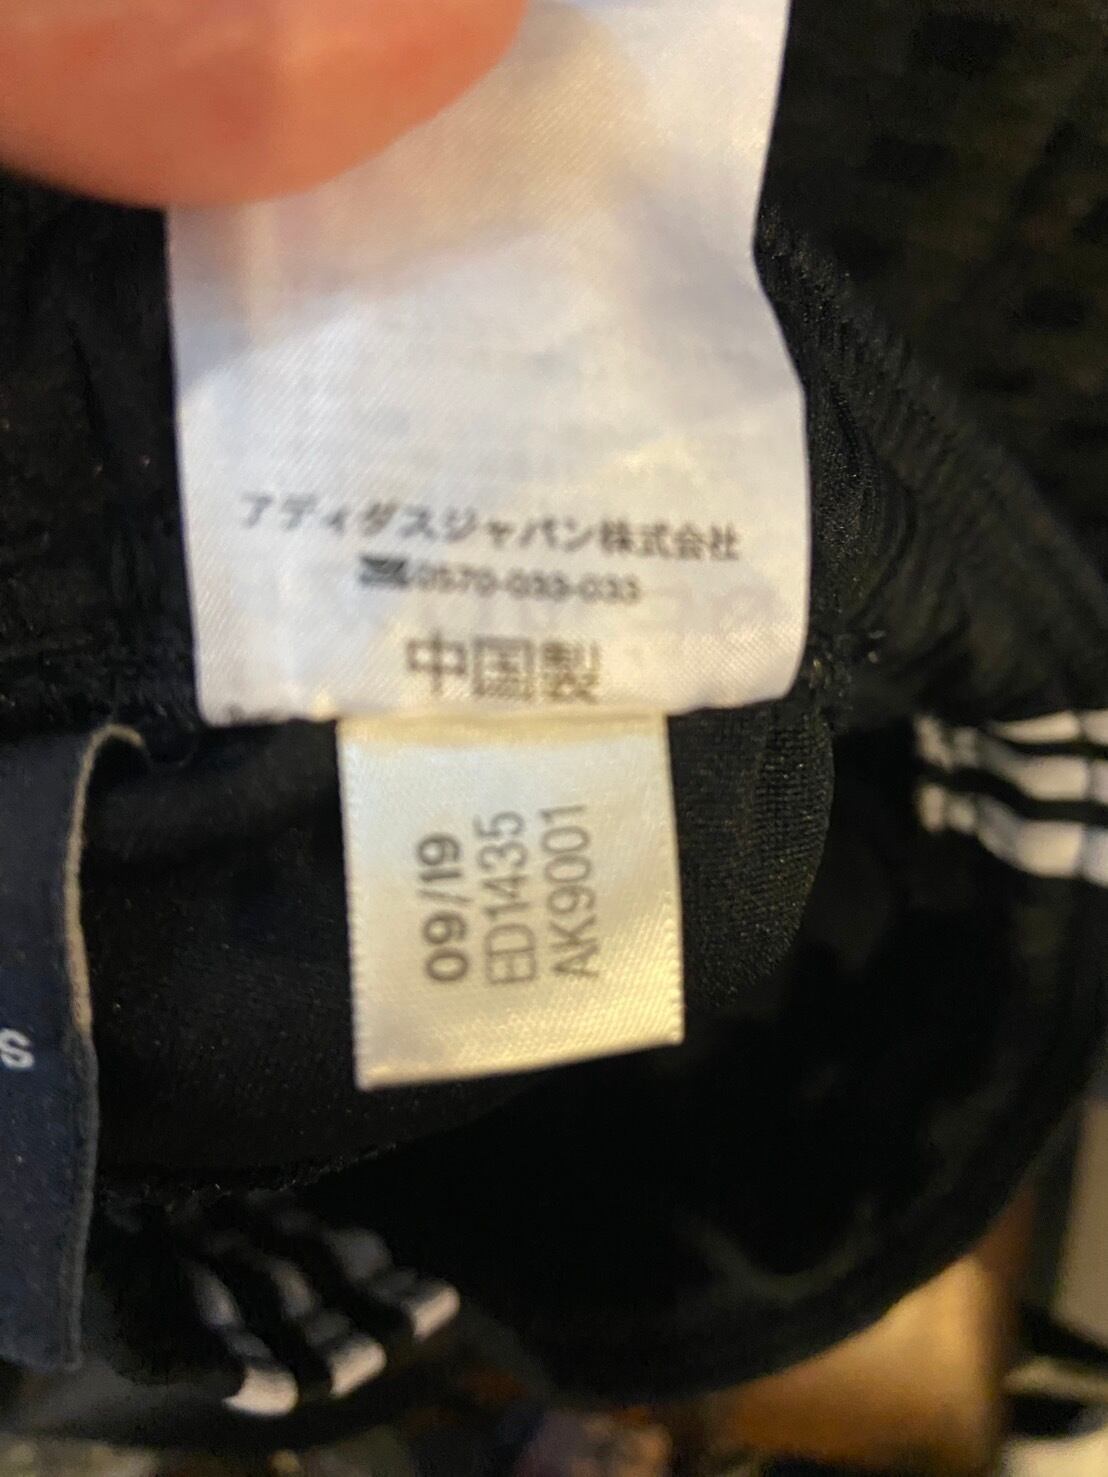 アディダスジャパン株式会社
0570-033-033
中国製
09/19
ED1435
AK9001
S